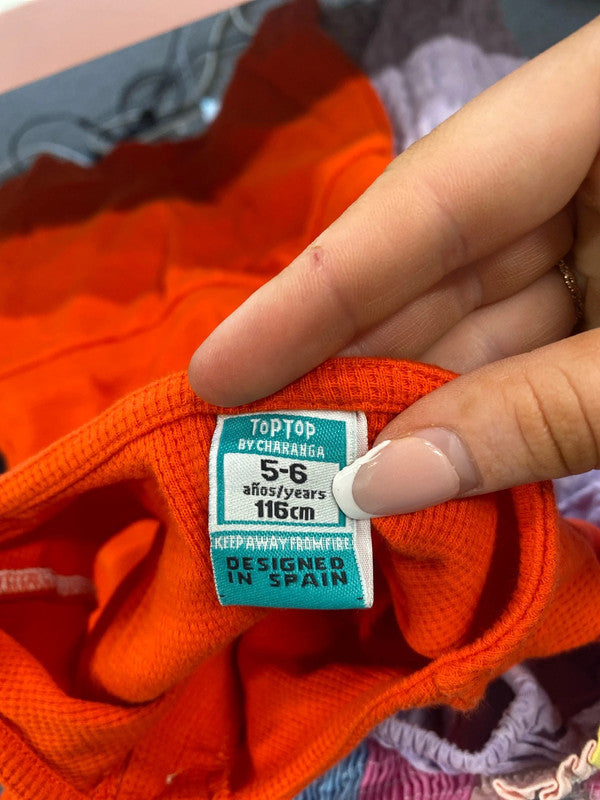 TOPTOP
BY CHARANGA
5-6
años/years
116cm
KEEP AWAY FROM FIRE
DESIGNED
IN SPAIN